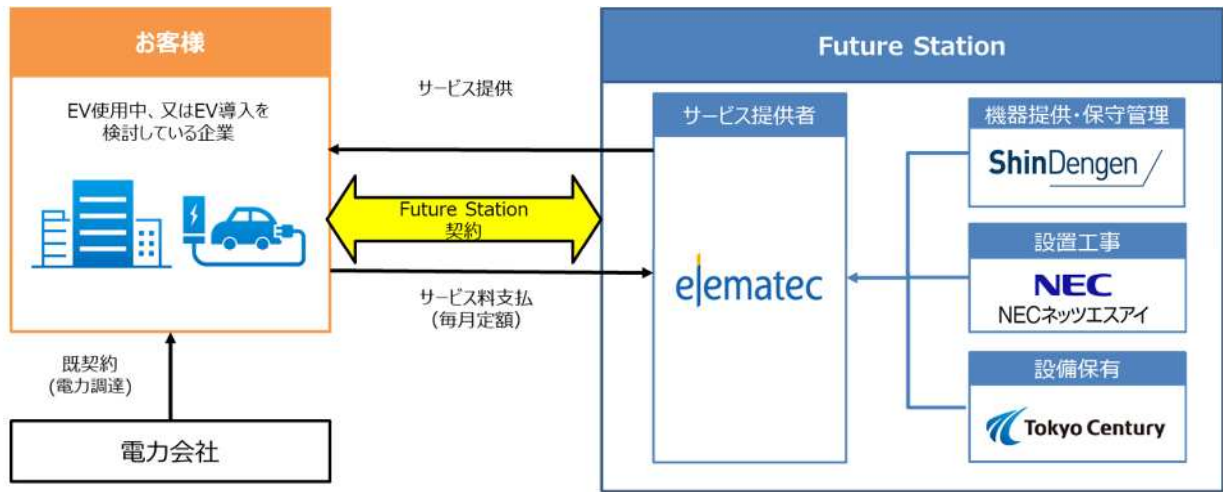 お客様
EV使用中、又はEV導入を
検討している企業
サービス提供
Future Station
契約
サービス料支払
(毎月定額)
既契約
(電力調達)
電力会社
Future Station
サービス提供者
elematec
機器提供・保守管理
ShinDengen
設置工事
NEC
NECネッツエスアイ
設備保有
Tokyo Century